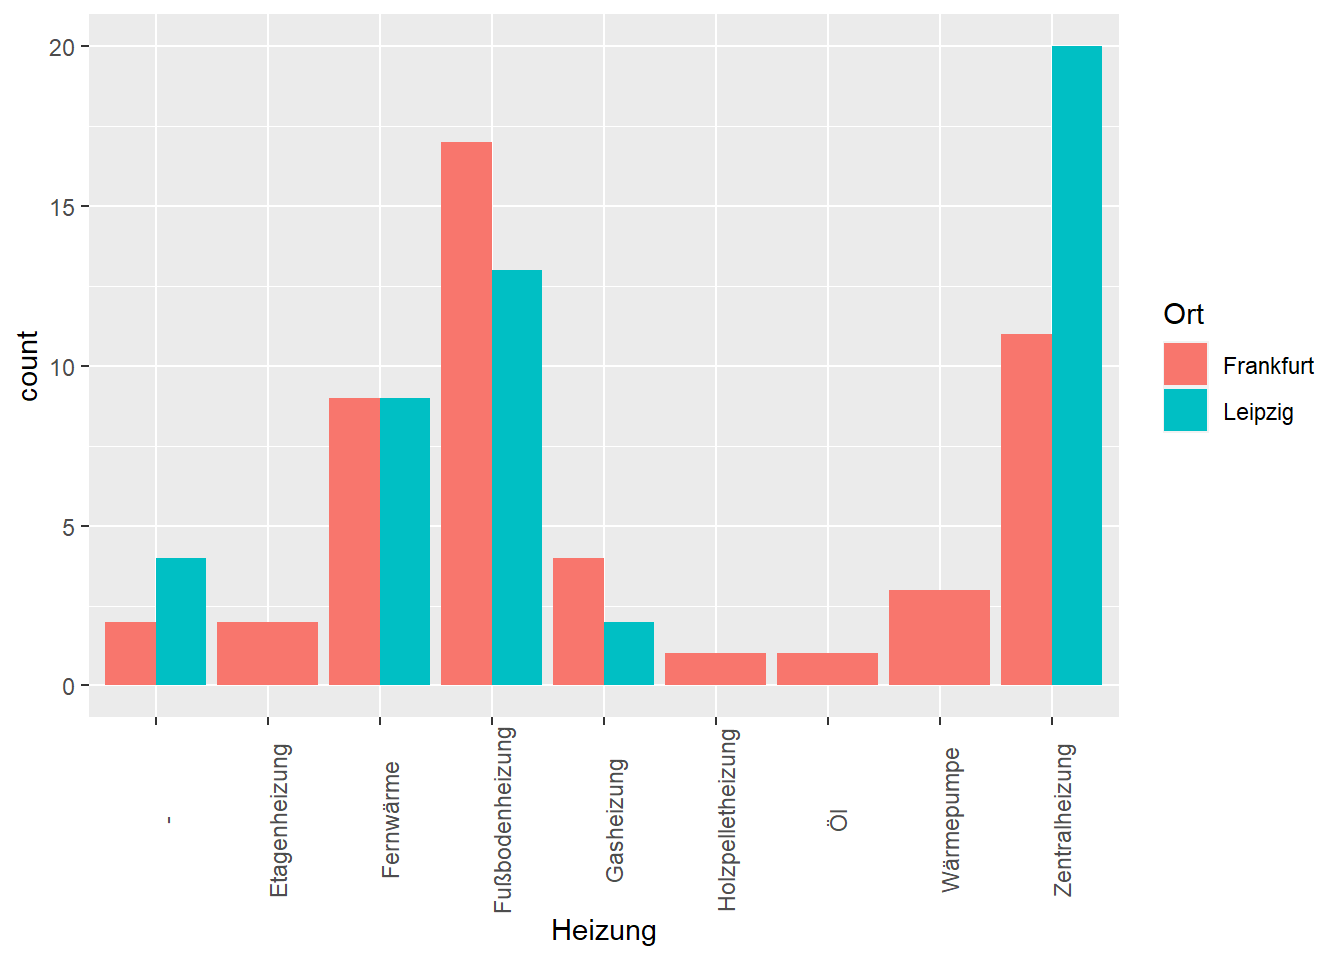 20
15
10
5
0
count
-
Etagenheizung
Fernwärme
Fußbodenheizung
Gasheizung
Holzpelletheizung
Öl
Wärmepumpe
Zentralheizung
Heizung
Ort
Frankfurt
Leipzig